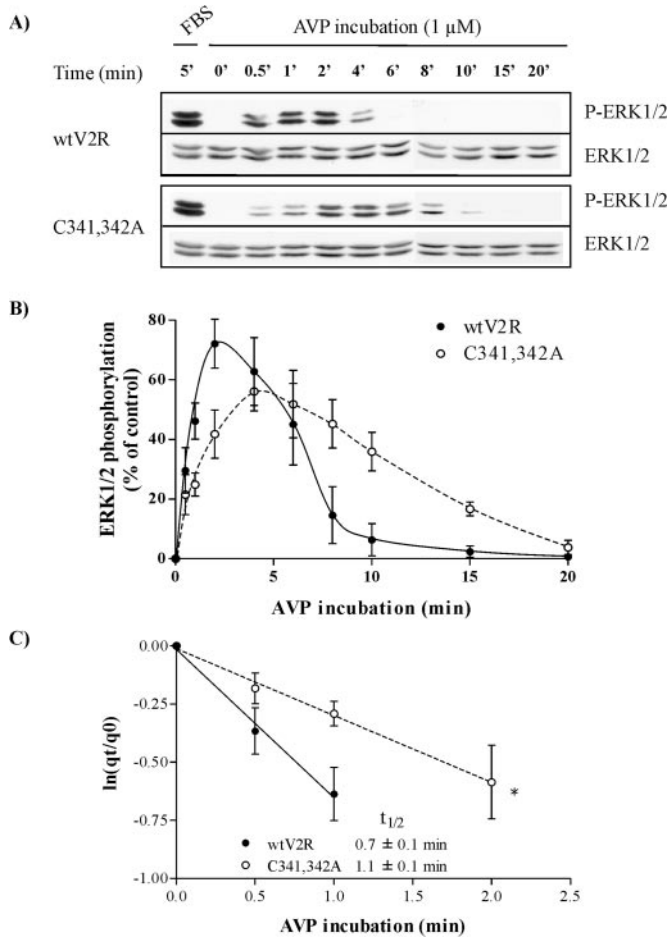 A)
FBS
AVP incubation (1 µM)
Time (min) 5’ 0’ 0.5’ 1’ 2’ 4’ 6’ 8’ 10’ 15’ 20’
wtV2R
P-ERK1/2
ERK1/2
C341,342A
P-ERK1/2
ERK1/2
B)
ERK1/2 phosphorylation
(% of control)
80
60
40
20
0
wtV2R
C341,342A
0 5 10 15 20
AVP incubation (min)
C)
ln(qt/q0)
0.00
-0.25
-0.50
-0.75
-1.00
*
t1/2
wtV2R 0.7 ± 0.1 min
C341,342A 1.1 ± 0.1 min
0.0 0.5 1.0 1.5 2.0 2.5
AVP incubation (min)